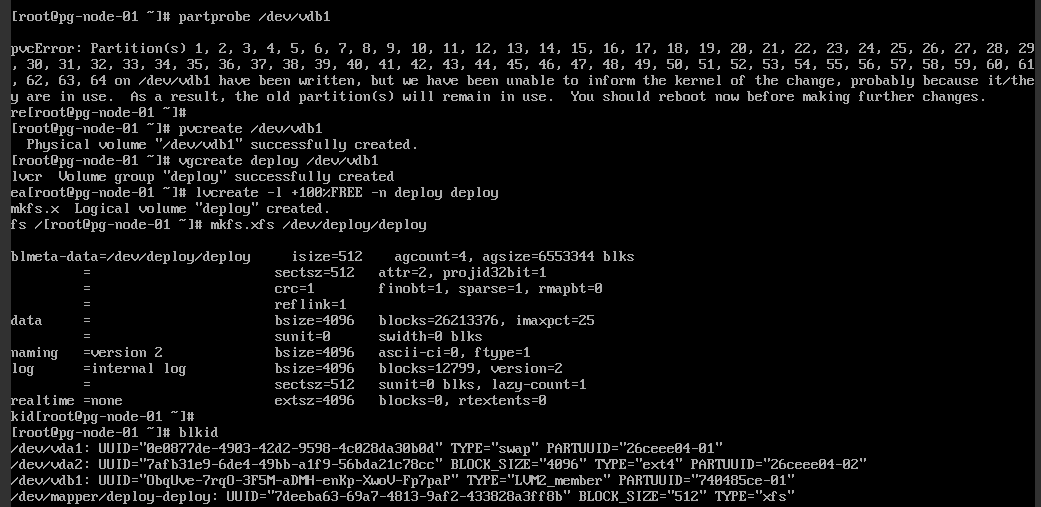 [root@pg-node-01 ~]# partprobe /dev/vdb1
pvcError: Partition(s) 1, 2, 3, 4, 5, 6, 7, 8, 9, 10, 11, 12, 13, 14, 15, 16, 17, 18, 19, 20, 21, 22, 23, 24, 25, 26, 27, 28, 29
, 30, 31, 32, 33, 34, 35, 36, 37, 38, 39, 40, 41, 42, 43, 44, 45, 46, 47, 48, 49, 50, 51, 52, 53, 54, 55, 56, 57, 58, 59, 60, 61
, 62, 63, 64 on /dev/vdb1 have been written, but we have been unable to inform the kernel of the change, probably because it/the
y are in use.  As a result, the old partition(s) will remain in use.  You should reboot now before making further changes.
re[root@pg-node-01 ~]#
[root@pg-node-01 ~]# pvcreate /dev/vdb1
  Physical volume "/dev/vdb1" successfully created.
[root@pg-node-01 ~]# vgcreate deploy /dev/vdb1
lvcr  Volume group "deploy" successfully created
ea[root@pg-node-01 ~]# lvcreate -l +100%FREE -n deploy deploy
mkfs.x  Logical volume "deploy" created.
fs /[root@pg-node-01 ~]# mkfs.xfs /dev/deploy/deploy
blmeta-data=/dev/deploy/deploy     isize=512    agcount=4, agsize=6553344 blks
         =                       sectsz=512   attr=2, projid32bit=1
         =                       crc=1        finobt=1, sparse=1, rmapbt=0
         =                       reflink=1
data     =                       bsize=4096   blocks=26213376, imaxpct=25
         =                       sunit=0      swidth=0 blks
naming   =version 2              bsize=4096   ascii-ci=0, ftype=1
log      =internal log           bsize=4096   blocks=12799, version=2
         =                       sectsz=512   sunit=0 blks, lazy-count=1
realtime =none                   extsz=4096   blocks=0, rtextents=0
kid[root@pg-node-01 ~]#
[root@pg-node-01 ~]# blkid
/dev/vda1: UUID="0e0877de-4903-42d2-9598-4c028da30b0d" TYPE="swap" PARTUUID="26ceee04-01"
/dev/vda2: UUID="7afb31e9-6de4-49bb-a1f9-56bda21c78cc" BLOCK_SIZE="4096" TYPE="ext4" PARTUUID="26ceee04-02"
/dev/vdb1: UUID="ObqUve-7rqO-3F5M-aDMH-enKp-XwoV-Fp7paP" TYPE="LVM2_member" PARTUUID="740485ce-01"
/dev/mapper/deploy-deploy: UUID="7deeba63-69a7-4813-9af2-433828a3ff8b" BLOCK_SIZE="512" TYPE="xfs"